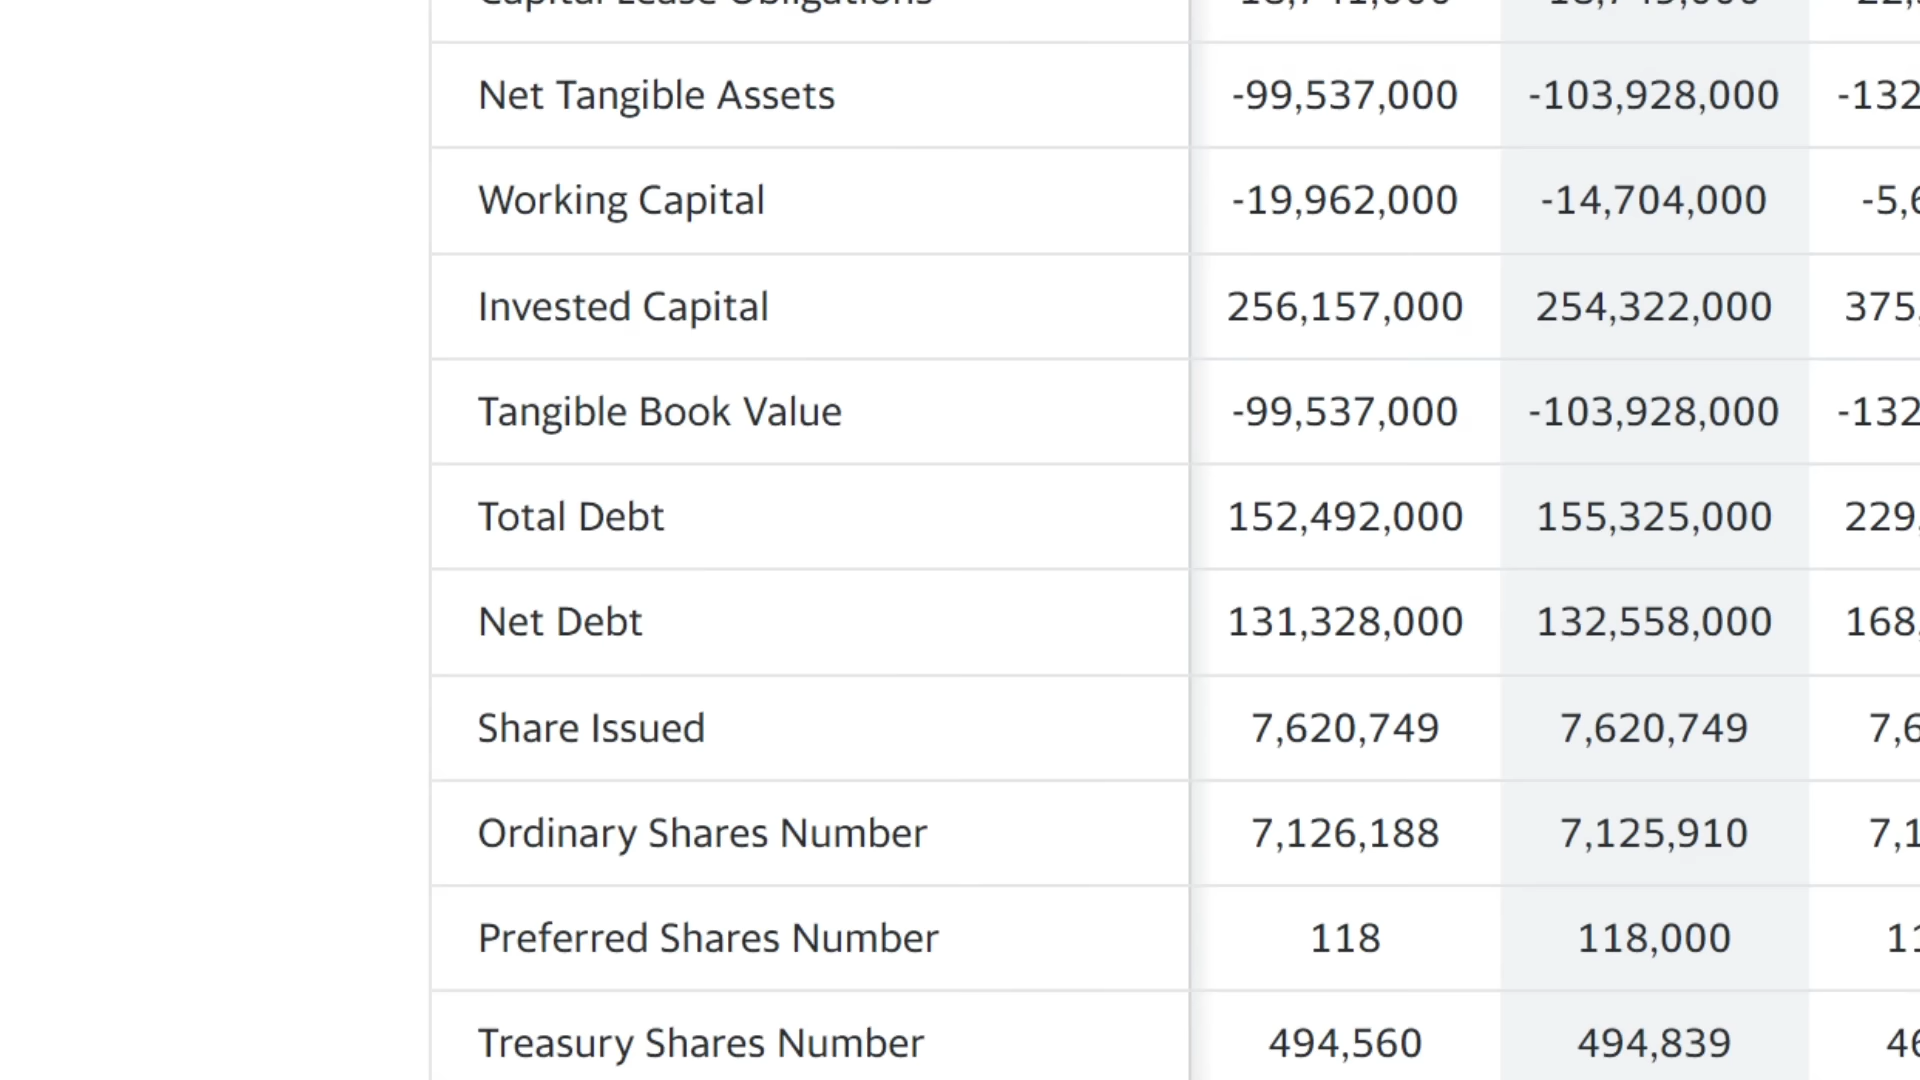 Capital Lease Obligations
Net Tangible Assets -99,537,000 -103,928,000 -132
Working Capital -19,962,000 -14,704,000 -5,6
Invested Capital 256,157,000 254,322,000 375,
Tangible Book Value -99,537,000 -103,928,000 -132
Total Debt 152,492,000 155,325,000 229,
Net Debt 131,328,000 132,558,000 168,
Share Issued 7,620,749 7,620,749 7,6
Ordinary Shares Number 7,126,188 7,125,910 7,1
Preferred Shares Number 118 118,000 11
Treasury Shares Number 494,560 494,839 46